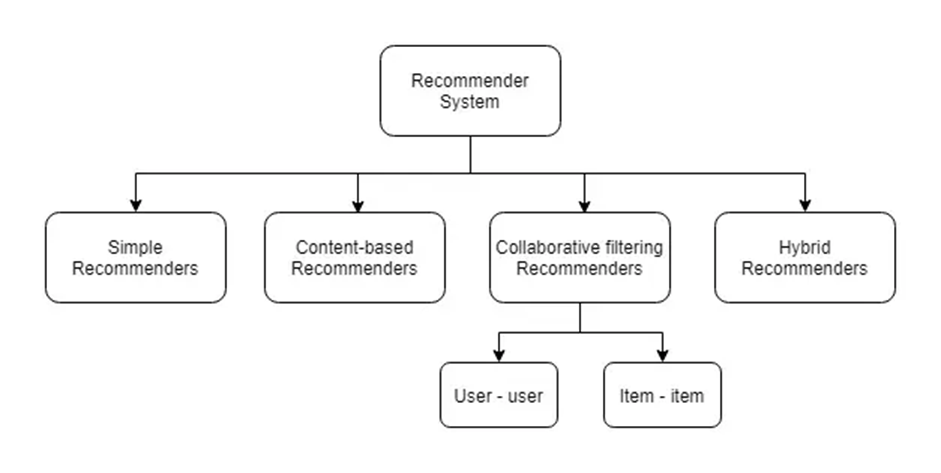 Recommender
System
Simple
Recommenders
Content-based
Recommenders
Collaborative filtering
Recommenders
Hybrid
Recommenders
User - user
Item - item